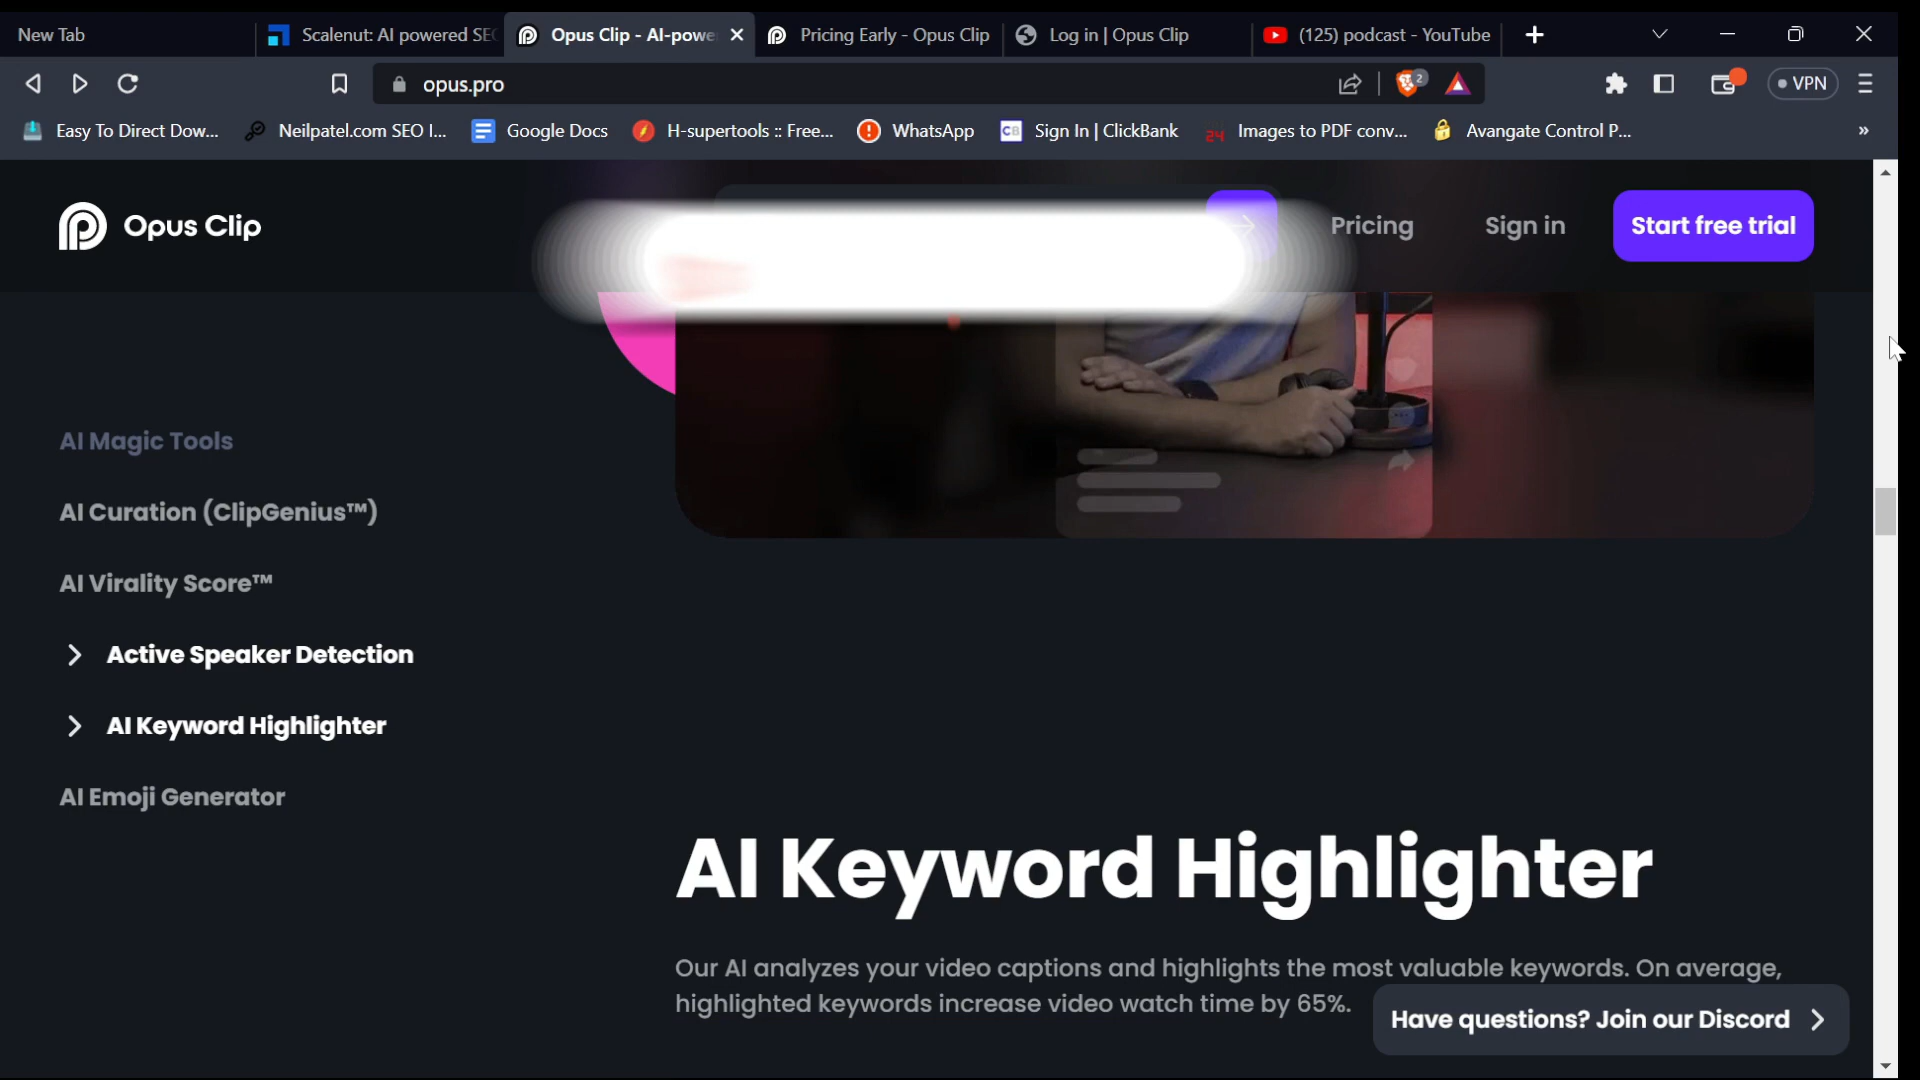 New Tab
Scalenut: AI powered SEO
Opus Clip - AI-powe
Pricing Early - Opus Clip
Log in | Opus Clip
(125) podcast - YouTube
opus.pro
2
VPN
Easy To Direct Dow...
Neilpatel.com SEO I...
Google Docs
H-supertools :: Free...
WhatsApp
CB Sign In | ClickBank
24 Images to PDF conv...
Avangate Control P...
»
Opus Clip
Pricing
Sign in
Start free trial
AI Magic Tools
AI Curation (ClipGenius™)
AI Virality Score™
Active Speaker Detection
AI Keyword Highlighter
AI Emoji Generator
AI Keyword Highlighter
Our AI analyzes your video captions and highlights the most valuable keywords. On average,
highlighted keywords increase video watch time by 65%.
Have questions? Join our Discord